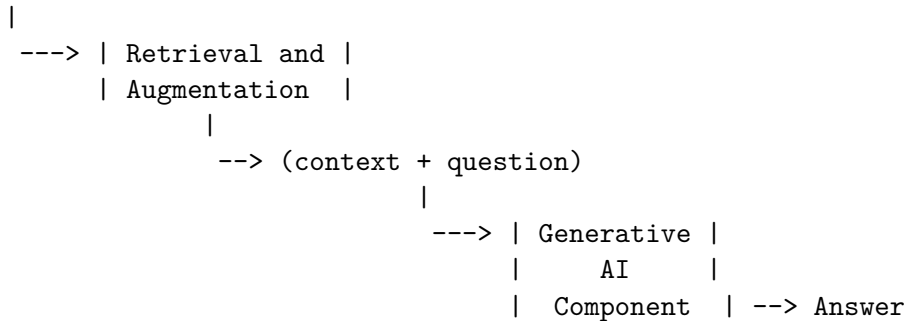 |
---> | Retrieval and |
| Augmentation |
|
--> (context + question)
|
---> | Generative |
| AI |
| Component | --> Answer